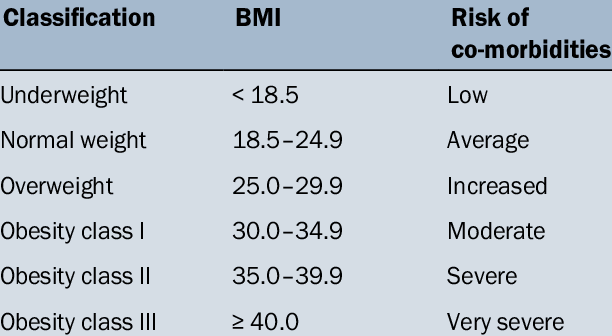 Classification BMI Risk of
co-morbidities
Underweight < 18.5 Low
Normal weight 18.5–24.9 Average
Overweight 25.0–29.9 Increased
Obesity class I 30.0–34.9 Moderate
Obesity class II 35.0–39.9 Severe
Obesity class III ≥ 40.0 Very severe